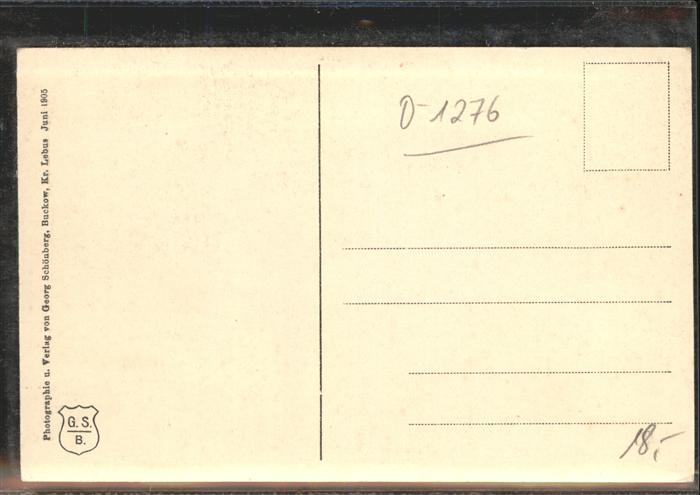 Photographie u. Verlag von Georg Schönberg, Buckow, Kr. Lebus Juni 1905
G. S.
B.
D-1276
18,-